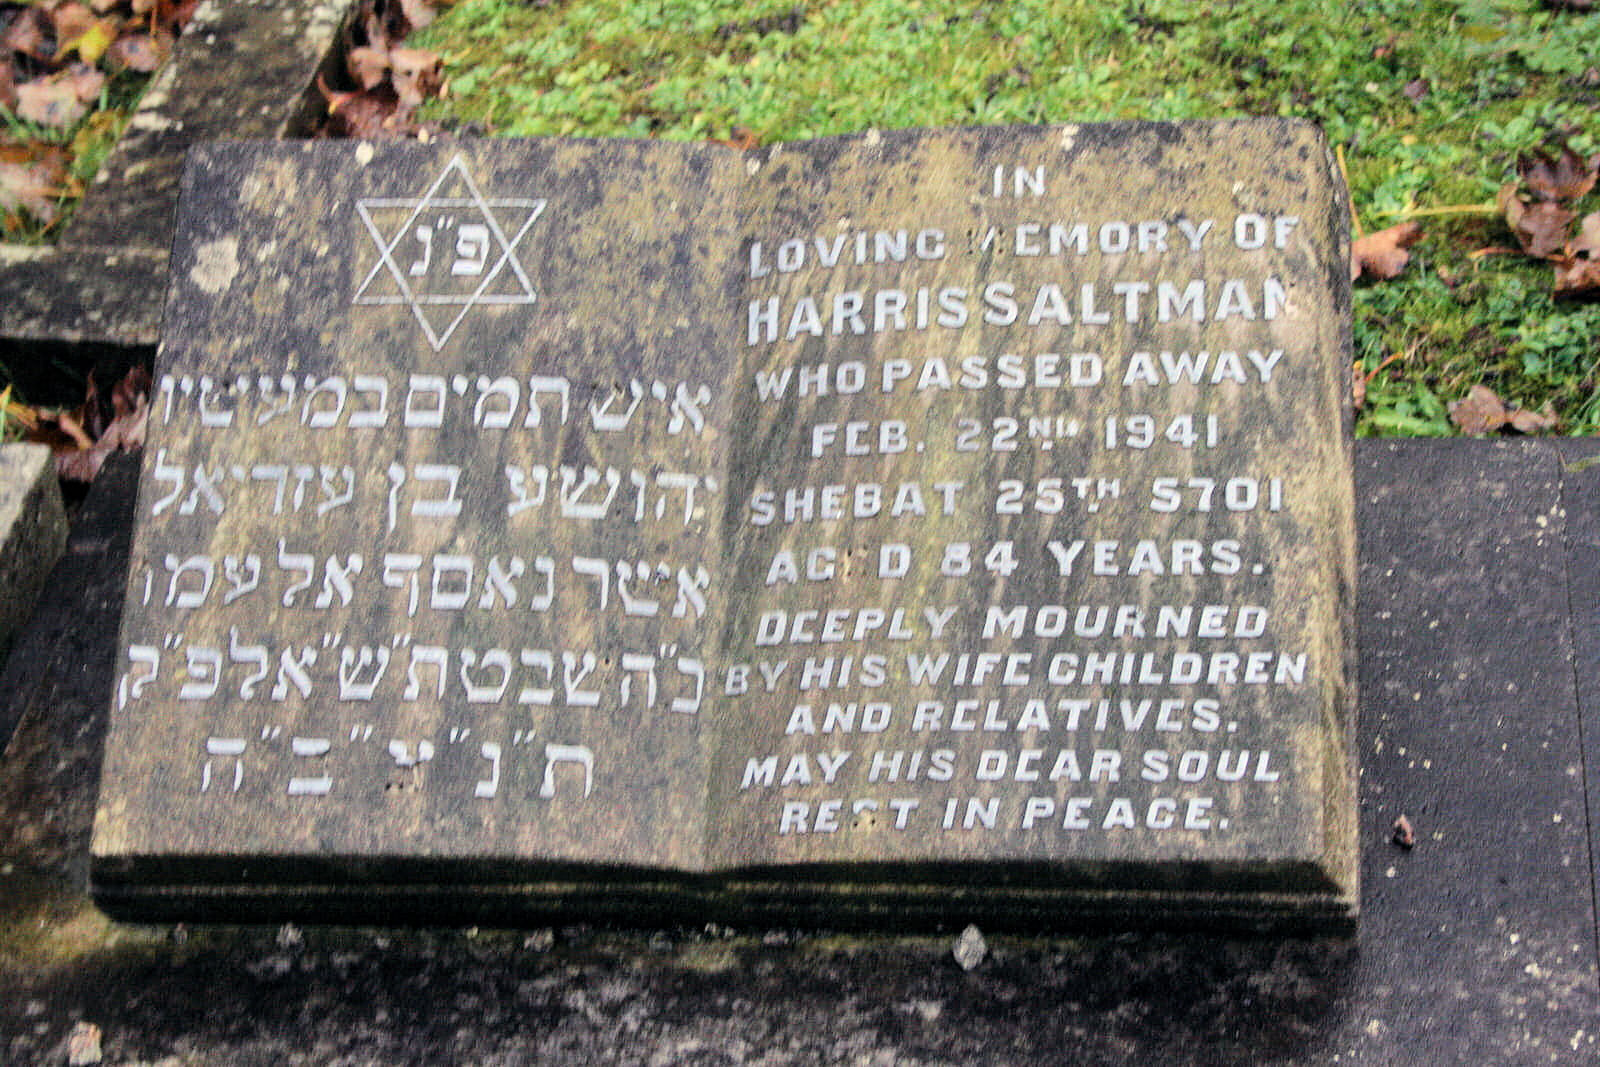 פ"נ
איש תמים במעשיו
יהושע בן עזריאל
אשר נאסף אל עמו
כ"ה שבט ת"ש"א לפ"ק
ת"נ"צ"ב"ה
IN
LOVING MEMORY OF
HARRIS SALTMAN
WHO PASSED AWAY
FEB. 22ND 1941
SHEBAT 25TH 5701
AGED 84 YEARS.
DEEPLY MOURNED
BY HIS WIFE CHILDREN
AND RELATIVES.
MAY HIS DEAR SOUL
REST IN PEACE.